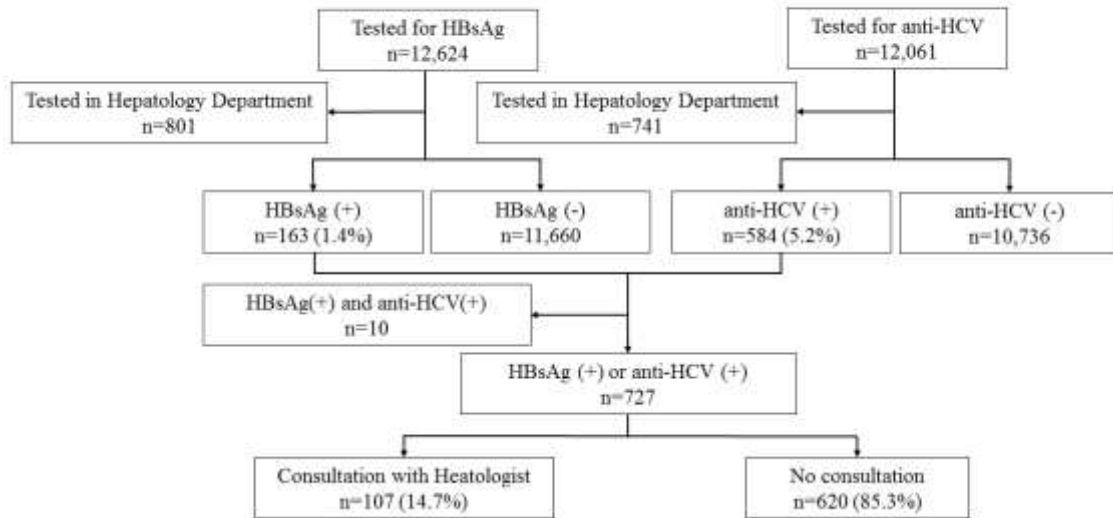 Tested for HBsAg
n=12,624
Tested for anti-HCV
n=12,061
Tested in Hepatology Department
n=801
Tested in Hepatology Department
n=741
HBsAg (+)
n=163 (1.4%)
HBsAg (-)
n=11,660
anti-HCV (+)
n=584 (5.2%)
anti-HCV (-)
n=10,736
HBsAg(+) and anti-HCV(+)
n=10
HBsAg (+) or anti-HCV (+)
n=727
Consultation with Heatologist
n=107 (14.7%)
No consultation
n=620 (85.3%)